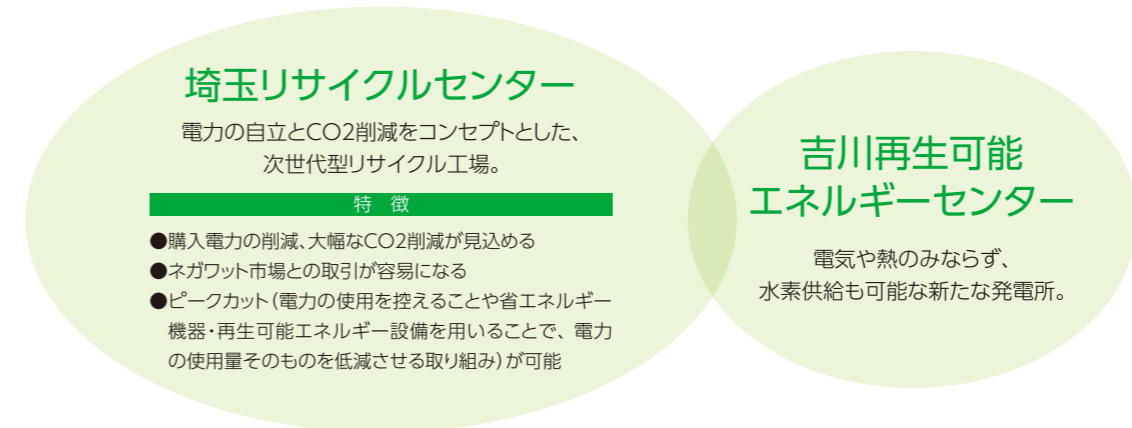 埼玉リサイクルセンター
電力の自立とCO2削減をコンセプトとした、
次世代型リサイクル工場。
特 徴
●購入電力の削減、大幅なCO2削減が見込める
●ネガワット市場との取引が容易になる
●ピークカット（電力の使用を控えることや省エネルギー
機器・再生可能エネルギー設備を用いることで、電力
の使用量そのものを低減させる取り組み）が可能
吉川再生可能
エネルギーセンター
電気や熱のみならず、
水素供給も可能な新たな発電所。